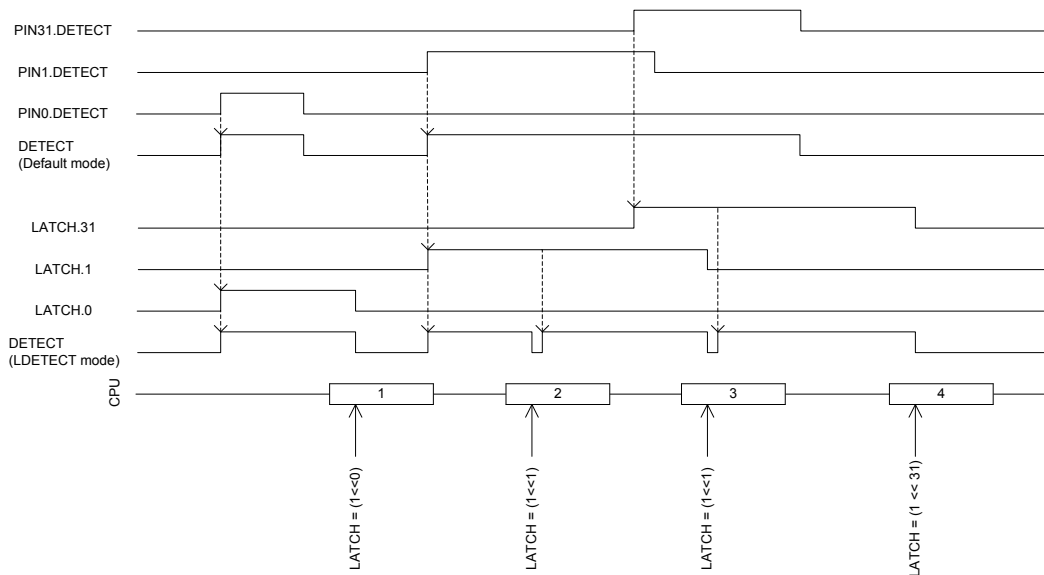 PIN31.DETECT
PIN1.DETECT
PIN0.DETECT
DETECT
(Default mode)
LATCH.31
LATCH.1
LATCH.0
DETECT
(LDETECT mode)
CPU
1
2
3
4
LATCH = (1<<0)
LATCH = (1<<1)
LATCH = (1<<1)
LATCH = (1 << 31)